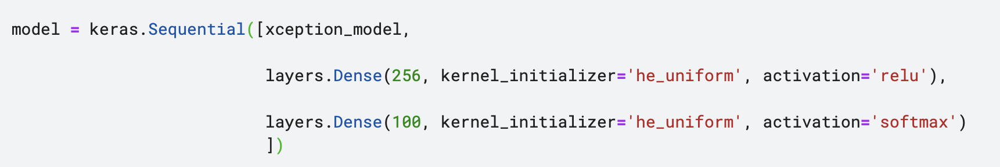 model = keras.Sequential([xception_model,
layers.Dense(256, kernel_initializer='he_uniform', activation='relu'),
layers.Dense(100, kernel_initializer='he_uniform', activation='softmax')
])